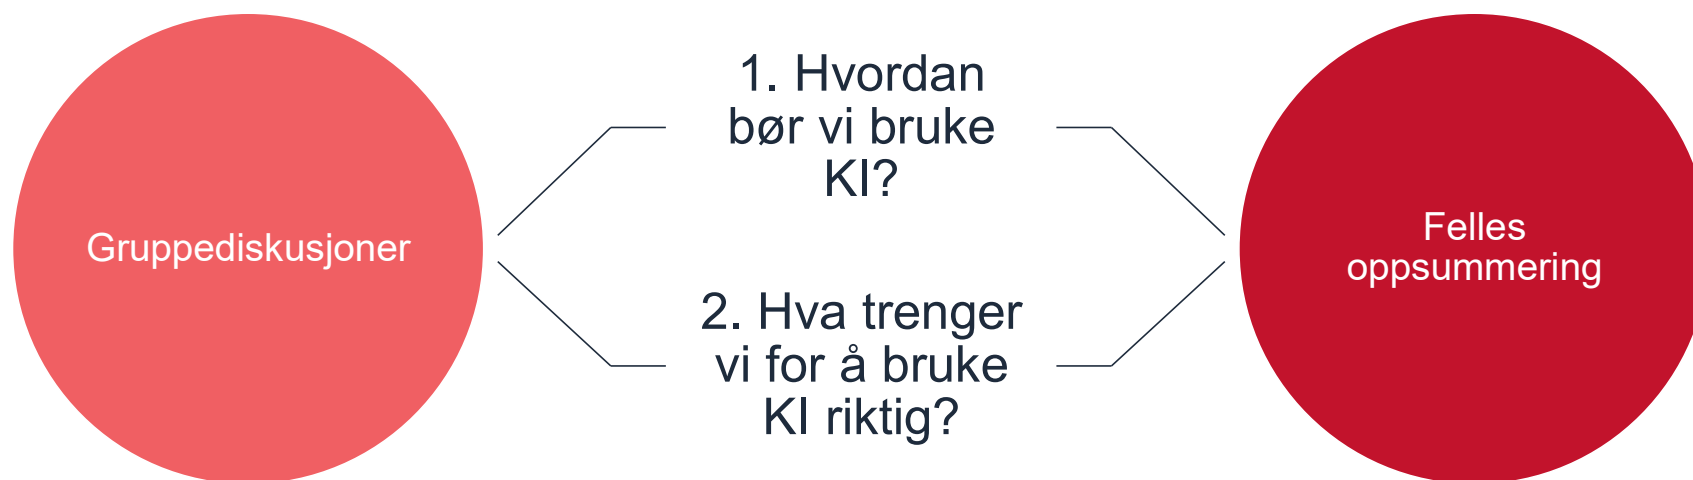 Gruppediskusjoner
1. Hvordan
bør vi bruke
KI?
2. Hva trenger
vi for å bruke
KI riktig?
Felles
oppsummering